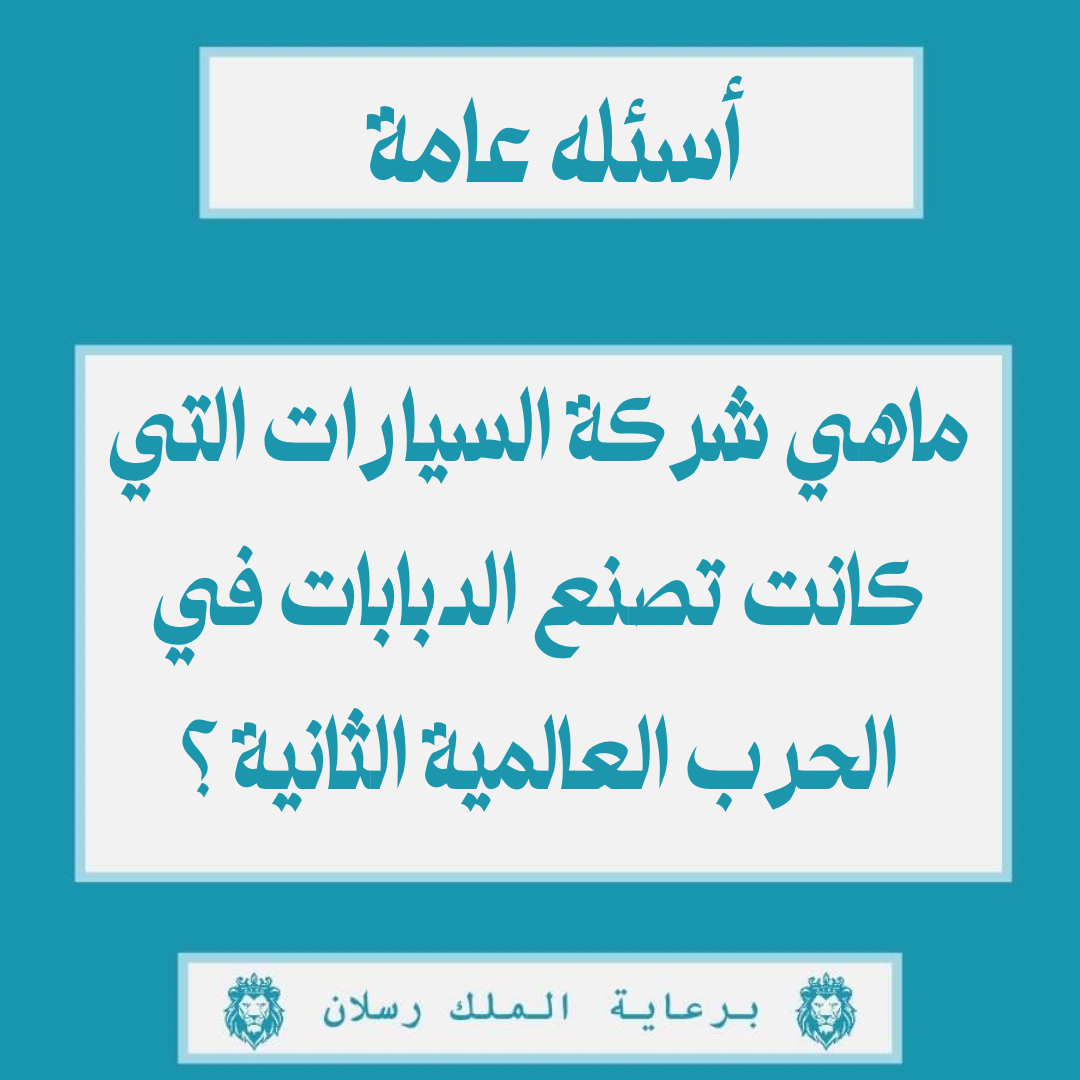 أسئله عامة
ماهي شركة السيارات التي
كانت تصنع الدبابات في
الحرب العالمية الثانية ؟
برعاية الملك رسلان